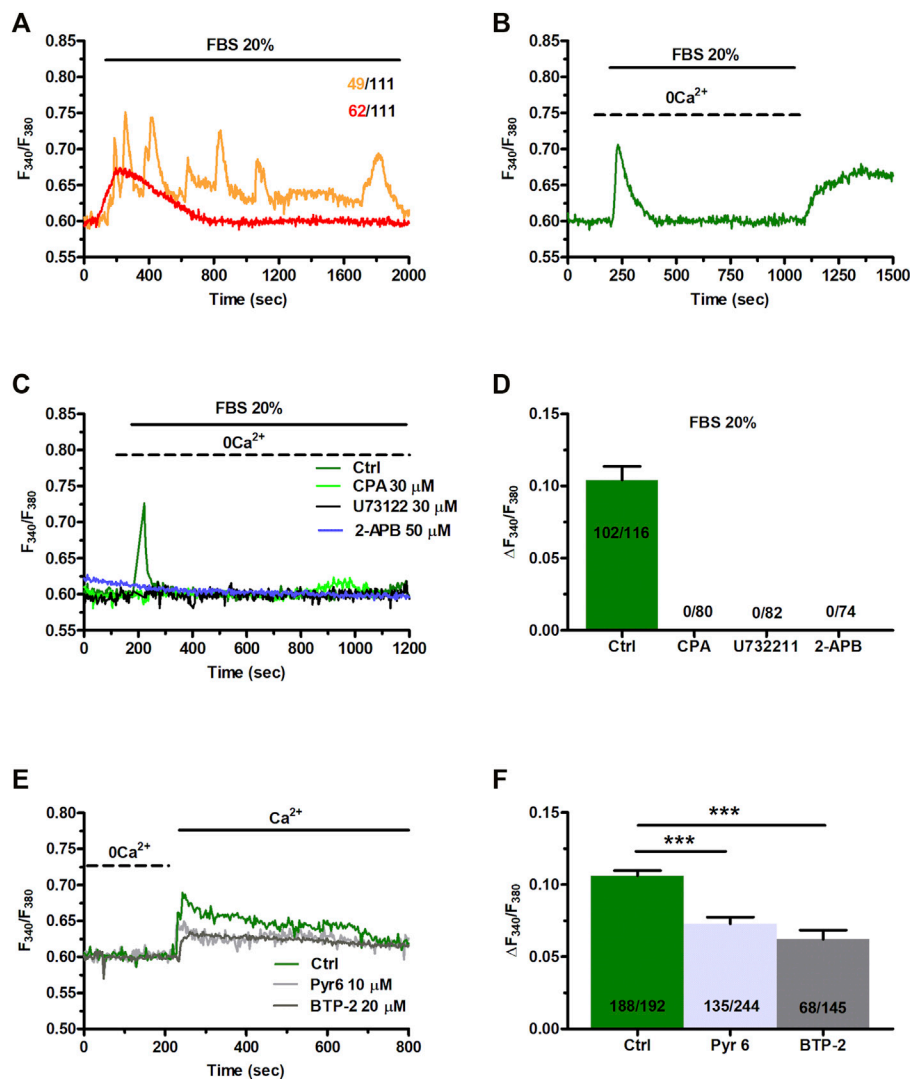 A
FBS 20%
49/111
62/111
F340/F380
0.85
0.80
0.75
0.70
0.65
0.60
0.55
0 400 800 1200 1600 2000
Time (sec)
B
FBS 20%
0Ca²⁺
F340/F380
0.85
0.80
0.75
0.70
0.65
0.60
0.55
0 250 500 750 1000 1250 1500
Time (sec)
C
FBS 20%
0Ca²⁺
Ctrl
CPA 30 μM
U73122 30 μM
2-APB 50 μM
F340/F380
0.85
0.80
0.75
0.70
0.65
0.60
0.55
0 200 400 600 800 1000 1200
Time (sec)
D
FBS 20%
ΔF340/F380
0.15
0.10
0.05
0.00
102/116
0/80 0/82 0/74
Ctrl CPA U732211 2-APB
E
Ca²⁺
0Ca²⁺
F340/F380
0.80
0.75
0.70
0.65
0.60
0.55
0.50
Ctrl
Pyr6 10 μM
BTP-2 20 μM
0 200 400 600 800
Time (sec)
F
***
***
ΔF340/F380
0.15
0.10
0.05
0.00
188/192 135/244 68/145
Ctrl Pyr 6 BTP-2